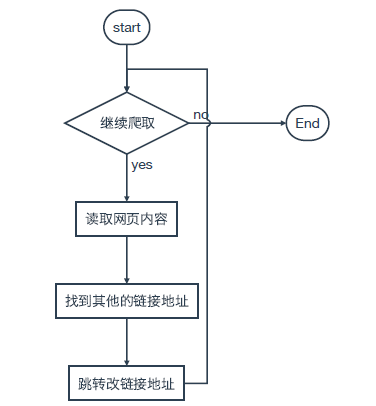 start
继续爬取
no
End
yes
读取网页内容
找到其他的链接地址
跳转改链接地址